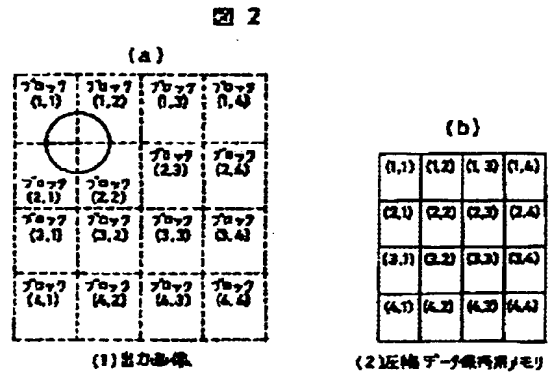 図 2
(a)
ブロック ブロック ブロック ブロック
(1,1) (1,2) (1,3) (1,4)
ブロック ブロック
(2,3) (2,4)
ブロック ブロック
(2,1) (2,2)
ブロック ブロック ブロック ブロック
(3,1) (3,2) (3,3) (3,4)
ブロック ブロック ブロック ブロック
(4,1) (4,2) (4,3) (4,4)
(1)出力画像
(b)
(1,1) (1,2) (1,3) (1,4)
(2,1) (2,2) (2,3) (2,4)
(3,1) (3,2) (3,3) (3,4)
(4,1) (4,2) (4,3) (4,4)
(2)圧縮データ格納用メモリ